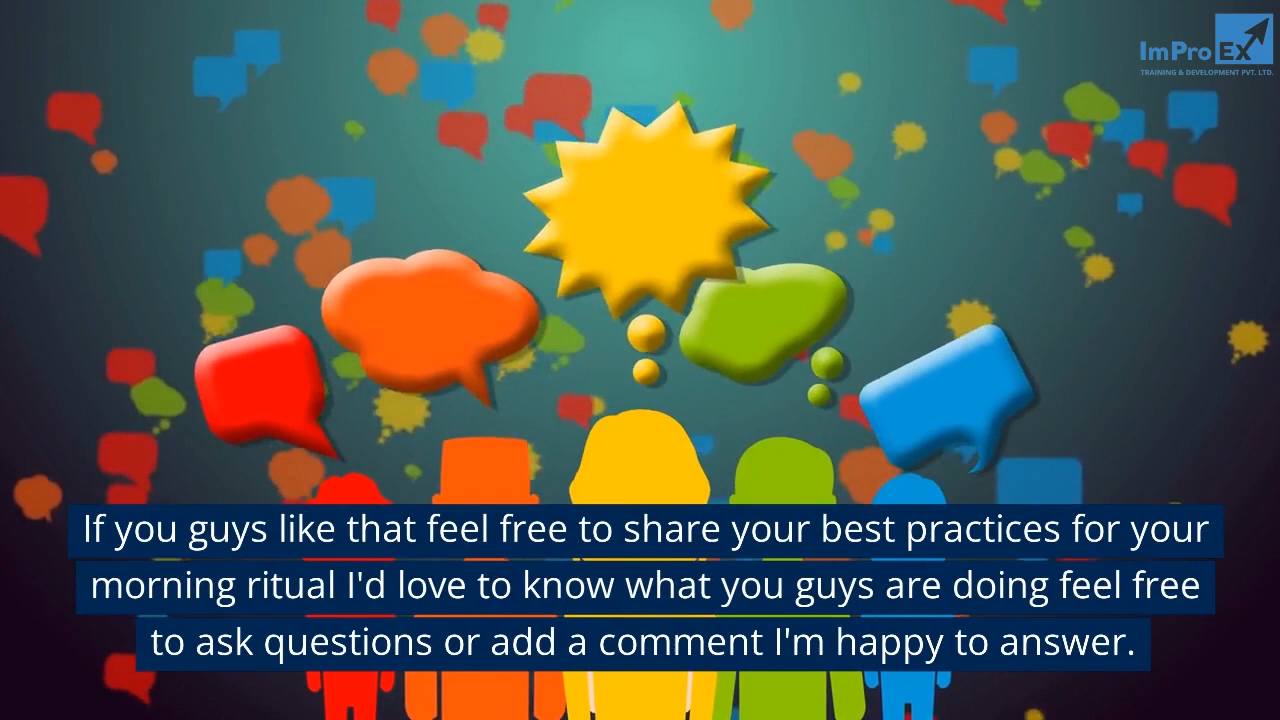 ImProEx
TRAINING & DEVELOPMENT PVT. LTD.
If you guys like that feel free to share your best practices for your
morning ritual I'd love to know what you guys are doing feel free
to ask questions or add a comment I'm happy to answer.